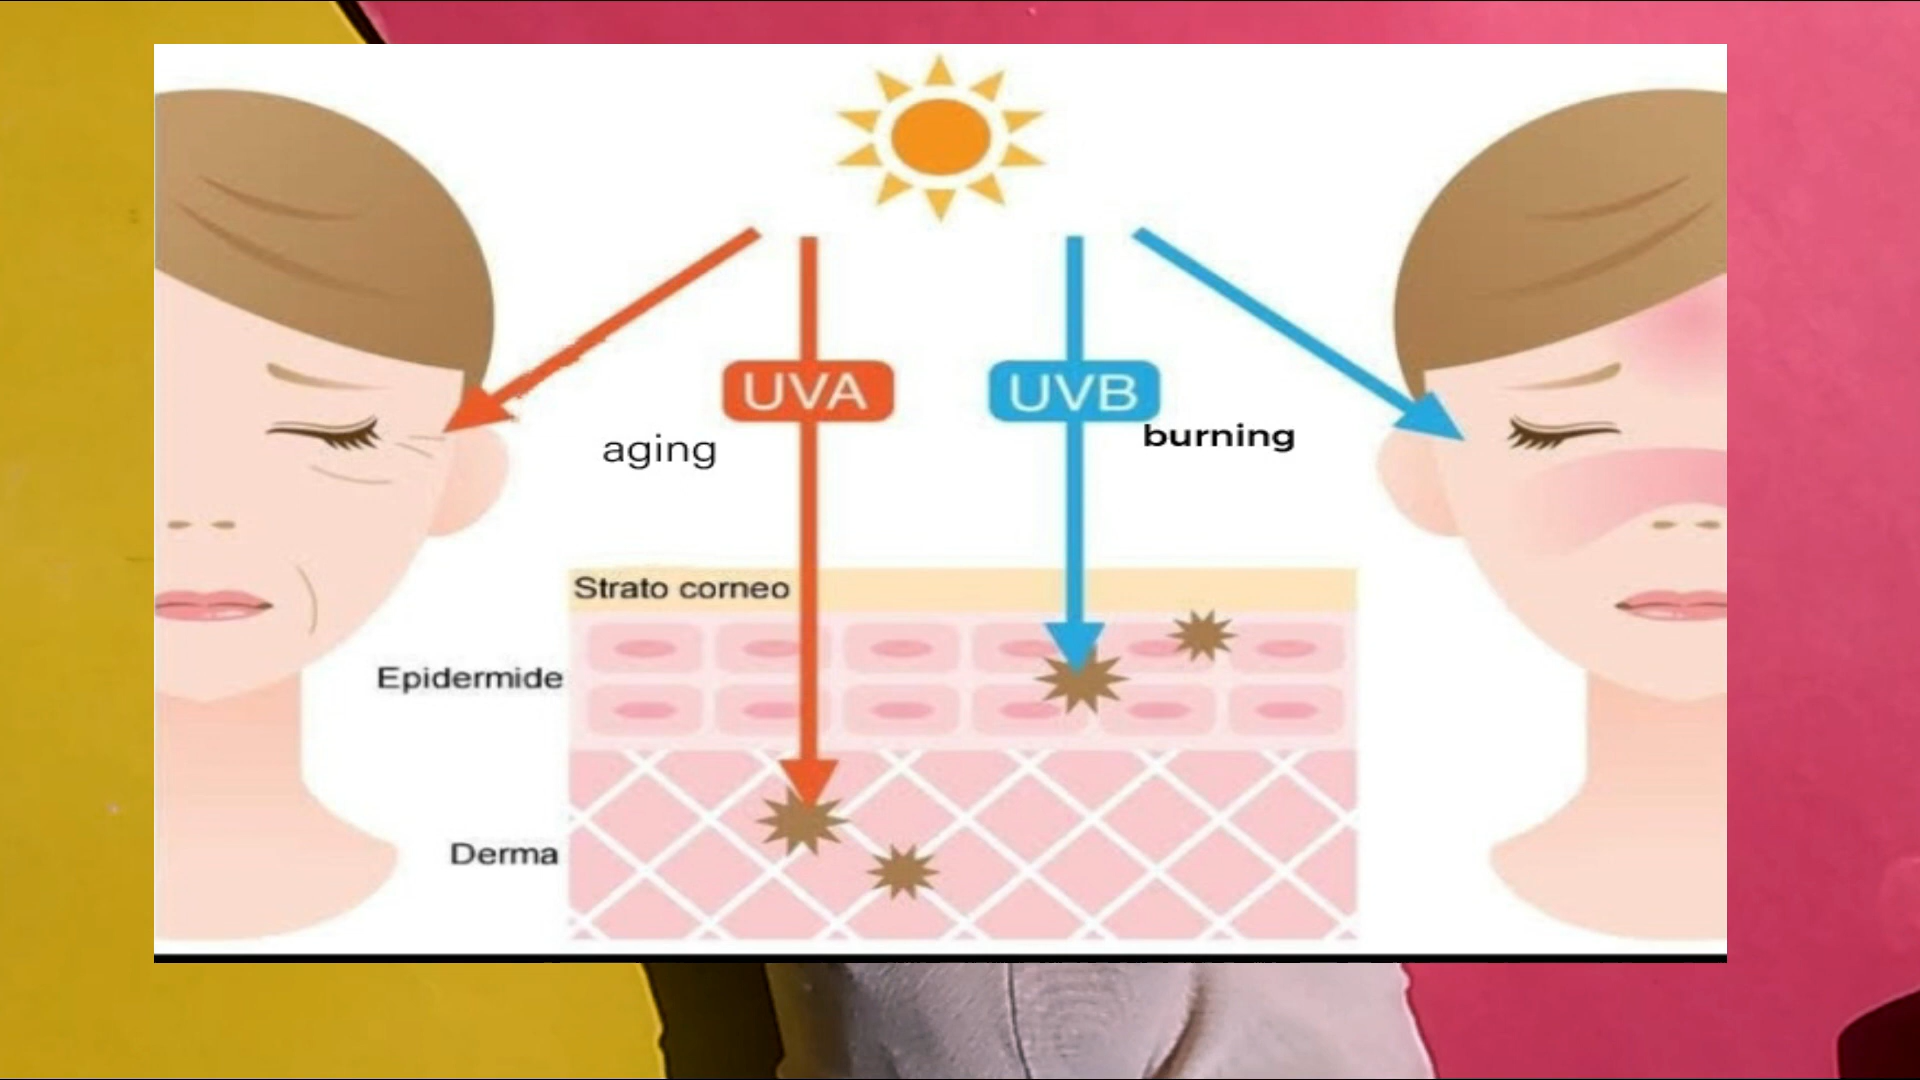 UVA
UVB
aging
burning
Strato corneo
Epidermide
Derma